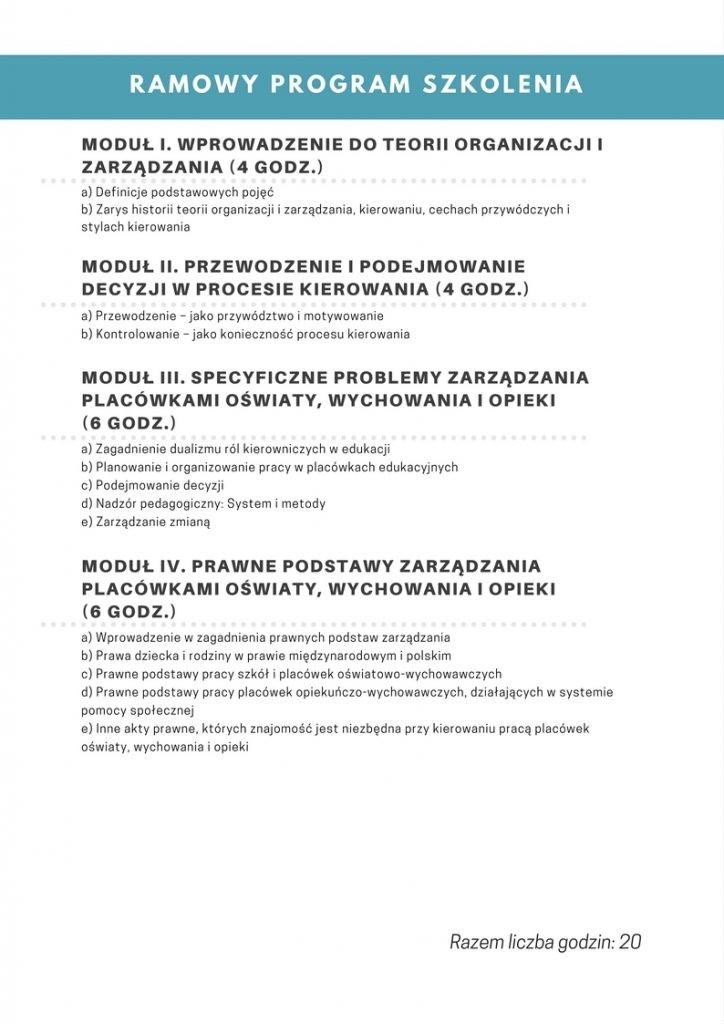 RAMOWY PROGRAM SZKOLENIA
MODUŁ I. WPROWADZENIE DO TEORII ORGANIZACJI I
ZARZĄDZANIA (4 GODZ.)
a) Definicje podstawowych pojęć
b) Zarys historii teorii organizacji i zarządzania, kierowaniu, cechach przywódczych i
stylach kierowania
MODUŁ II. PRZEWODZENIE I PODEJMOWANIE
DECYZJI W PROCESIE KIEROWANIA (4 GODZ.)
a) Przewodzenie – jako przywództwo i motywowanie
b) Kontrolowanie – jako konieczność procesu kierowania
MODUŁ III. SPECYFICZNE PROBLEMY ZARZĄDZANIA
PLACÓWKAMI OŚWIATY, WYCHOWANIA I OPIEKI
(6 GODZ.)
a) Zagadnienie dualizmu ról kierowniczych w edukacji
b) Planowanie i organizowanie pracy w placówkach edukacyjnych
c) Podejmowanie decyzji
d) Nadzór pedagogiczny: System i metody
e) Zarządzanie zmianą
MODUŁ IV. PRAWNE PODSTAWY ZARZĄDZANIA
PLACÓWKAMI OŚWIATY, WYCHOWANIA I OPIEKI
(6 GODZ.)
a) Wprowadzenie w zagadnienia prawnych podstaw zarządzania
b) Prawa dziecka i rodziny w prawie międzynarodowym i polskim
c) Prawne podstawy pracy szkół i placówek oświatowo-wychowawczych
d) Prawne podstawy pracy placówek opiekuńczo-wychowawczych, działających w systemie
pomocy społecznej
e) Inne akty prawne, których znajomość jest niezbędna przy kierowaniu pracą placówek
oświaty, wychowania i opieki
Razem liczba godzin: 20